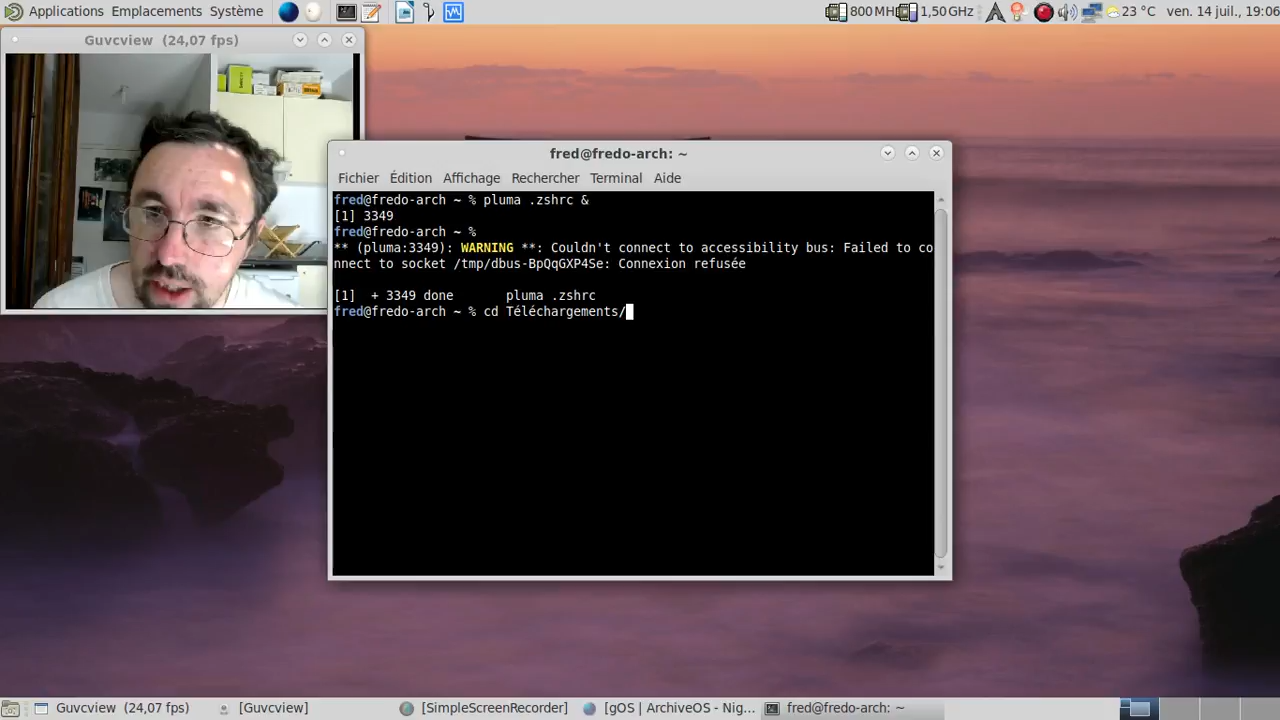 Applications Emplacements Système
800 MH 1,50 GHz 23 °C ven. 14 juil., 19:06
Guvcview (24,07 fps)
fred@fredo-arch: ~
Fichier Édition Affichage Rechercher Terminal Aide
fred@fredo-arch ~ % pluma .zshrc &
[1] 3349
fred@fredo-arch ~ %
** (pluma:3349): WARNING **: Couldn't connect to accessibility bus: Failed to co
nnect to socket /tmp/dbus-BpQqGXP4Se: Connexion refusée
[1]  + 3349 done       pluma .zshrc
fred@fredo-arch ~ % cd Téléchargements/
Guvcview (24,07 fps) [Guvcview] [SimpleScreenRecorder] [gOS | ArchiveOS - Nig... fred@fredo-arch: ~